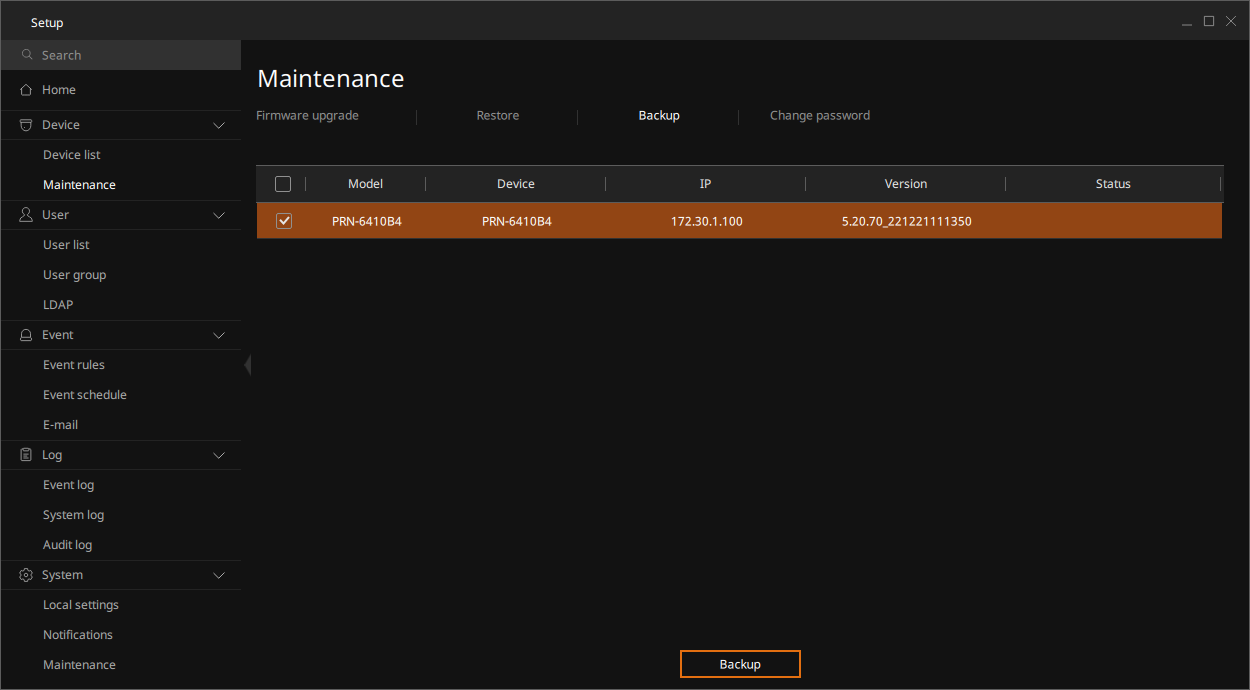 Setup
Search
Home
Device
Device list
Maintenance
User
User list
User group
LDAP
Event
Event rules
Event schedule
E-mail
Log
Event log
System log
Audit log
System
Local settings
Notifications
Maintenance
Maintenance
Firmware upgrade Restore Backup Change password
Model Device IP Version Status
PRN-6410B4 PRN-6410B4 172.30.1.100 5.20.70_221221111350
Backup